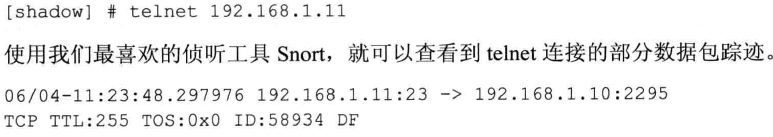 [shadow] # telnet 192.168.1.11
使用我们最喜欢的侦听工具 Snort，就可以查看到 telnet 连接的部分数据包踪迹。
06/04-11:23:48.297976 192.168.1.11:23 -> 192.168.1.10:2295
TCP TTL:255 TOS:0x0 ID:58934 DF